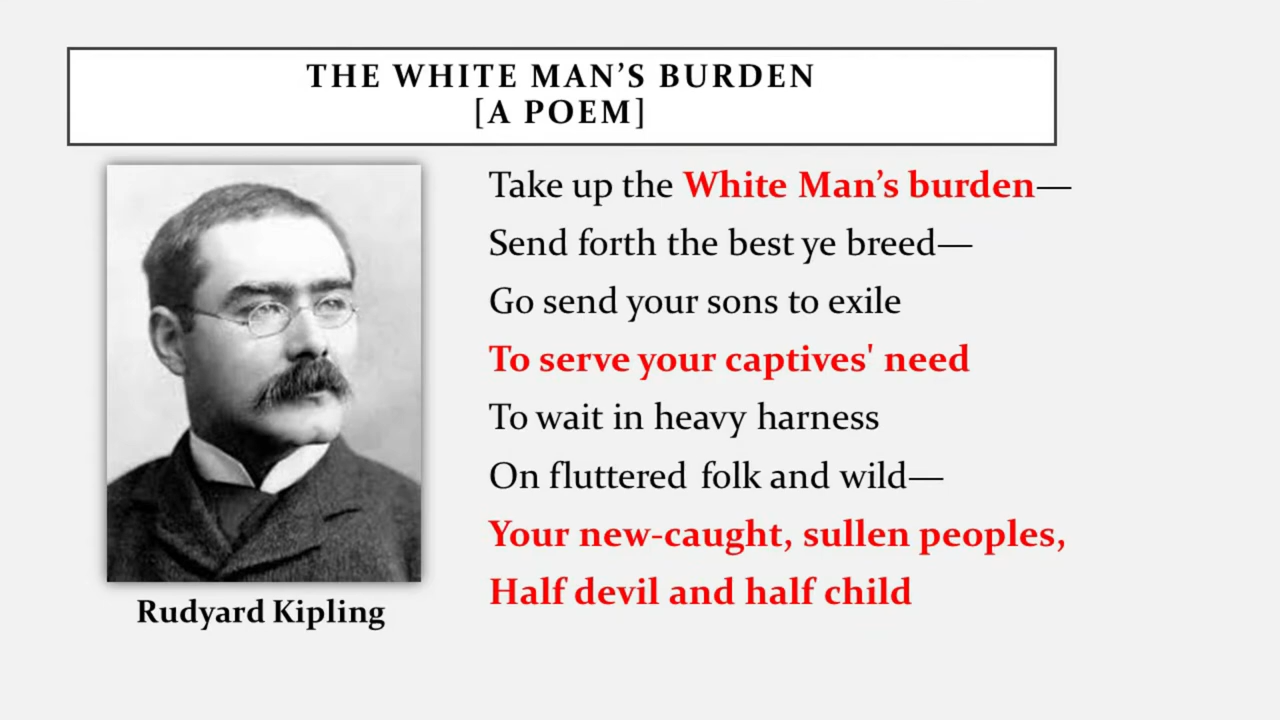 THE WHITE MAN’S BURDEN
[A POEM]
Take up the White Man’s burden—
Send forth the best ye breed—
Go send your sons to exile
To serve your captives' need
To wait in heavy harness
On fluttered folk and wild—
Your new-caught, sullen peoples,
Half devil and half child
Rudyard Kipling